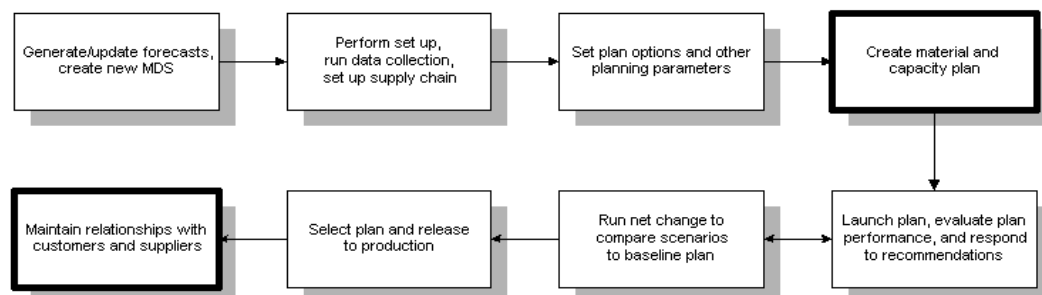 Generate/update forecasts,
create new MDS
Perform set up,
run data collection,
set up supply chain
Set plan options and other
planning parameters
Create material and
capacity plan
Maintain relationships with
customers and suppliers
Select plan and release
to production
Run net change to
compare scenarios
to baseline plan
Launch plan, evaluate plan
performance, and respond
to recommendations